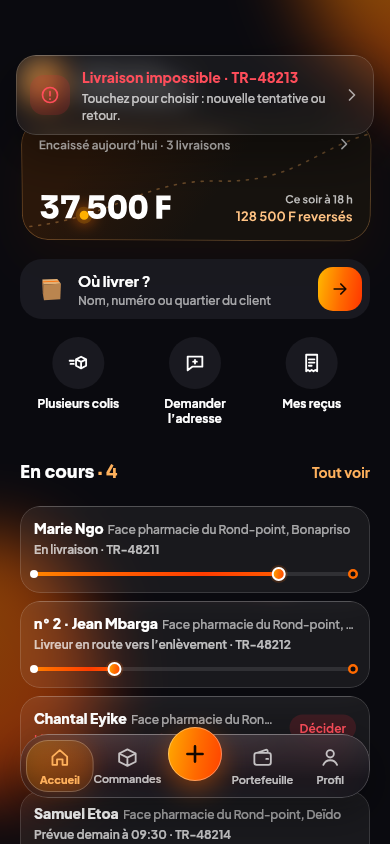 Livraison impossible · TR-48213
Touchez pour choisir : nouvelle tentative ou
retour.
Encaissé aujourd’hui · 3 livraisons
37 500 F
Ce soir à 18 h
128 500 F reversés
Où livrer ?
Nom, numéro ou quartier du client
Plusieurs colis
Demander
l’adresse
Mes reçus
En cours · 4
Tout voir
Marie Ngo Face pharmacie du Rond-point, Bonapriso
En livraison · TR-48211
n° 2 · Jean Mbarga Face pharmacie du Rond-point, ...
Livreur en route vers l’enlèvement · TR-48212
Chantal Eyike Face pharmacie du Ron...
Décider
Accueil
Commandes
Portefeuille
Profil
Samuel Etoa Face pharmacie du Rond-point, Deïdo
Prévue demain à 09:30 · TR-48214